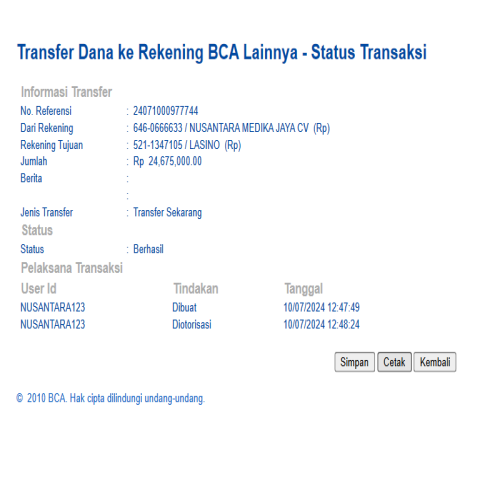 Transfer Dana ke Rekening BCA Lainnya - Status Transaksi
Informasi Transfer
No. Referensi : 24071000977744
Dari Rekening : 646-0666633 / NUSANTARA MEDIKA JAYA CV (Rp)
Rekening Tujuan : 521-1347105 / LASINO (Rp)
Jumlah : Rp 24,675,000.00
Berita :
:
Jenis Transfer : Transfer Sekarang
Status
Status : Berhasil
Pelaksana Transaksi
User Id Tindakan Tanggal
NUSANTARA123 Dibuat 10/07/2024 12:47:49
NUSANTARA123 Diotorisasi 10/07/2024 12:48:24
Simpan Cetak Kembali
© 2010 BCA. Hak cipta dilindungi undang-undang.